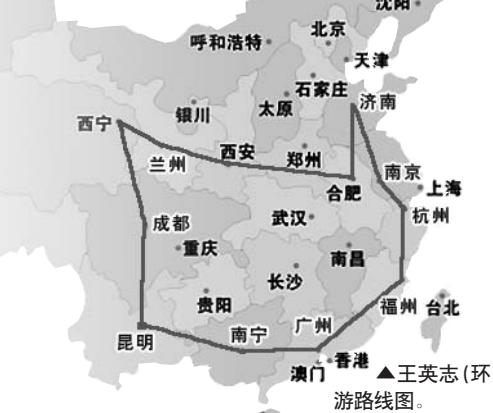 沈阳
北京
呼和浩特
天津
石家庄
银川
太原
济南
西宁
兰州
西安
郑州
南京
合肥
上海
杭州
成都
武汉
重庆
南昌
长沙
贵阳
福州
台北
昆明
南宁
广州
澳门
香港
▲王英志(环
游路线图。